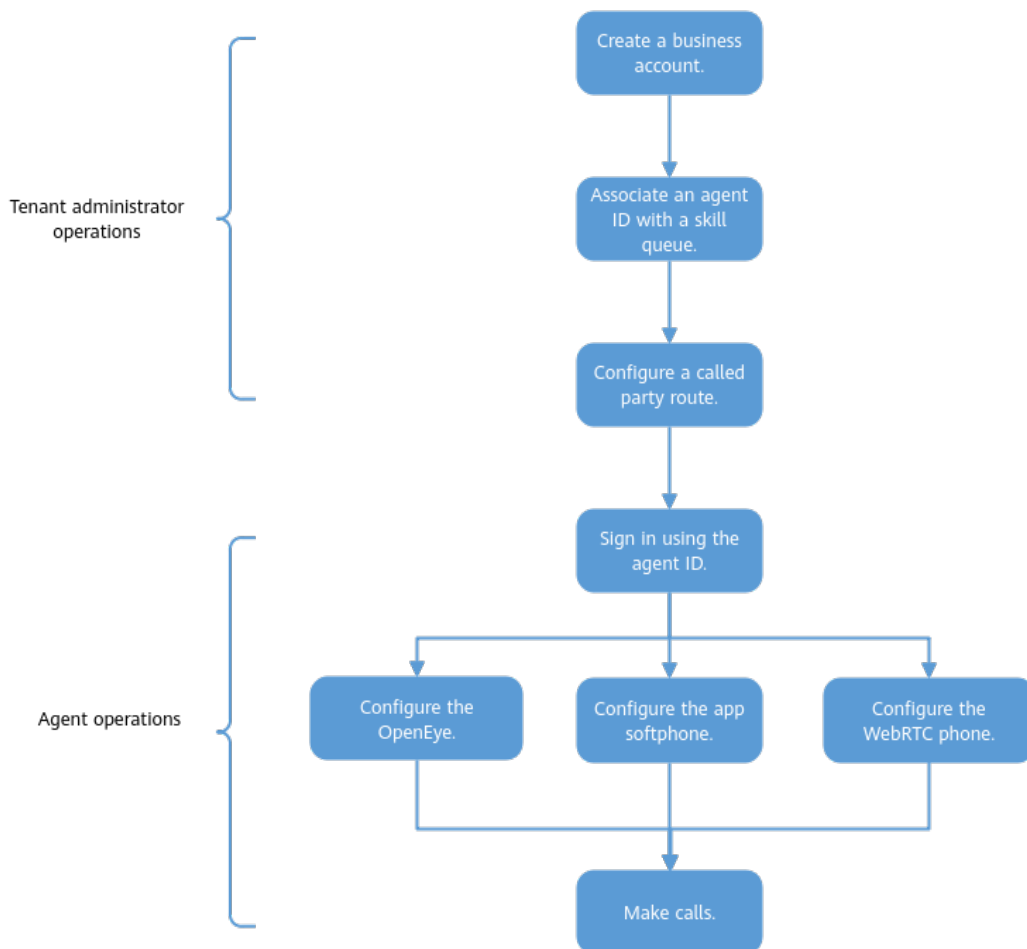 Create a business
account.
Associate an agent
ID with a skill
queue.
Tenant administrator
operations
Configure a called
party route.
Sign in using the
agent ID.
Agent operations
Configure the
OpenEye.
Configure the app
softphone.
Configure the
WebRTC phone.
Make calls.